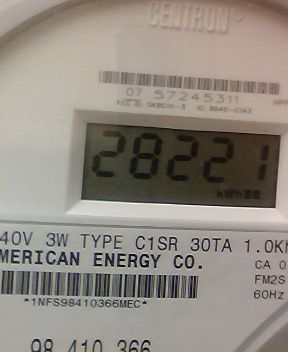 CENTRON®
07 57245311
28221
kWh
40V 3W TYPE C1SR 30TA 1.0K
MERICAN ENERGY CO.
CA 0
FM2S
60Hz
*1NFS98410366MEC*
98 410 366